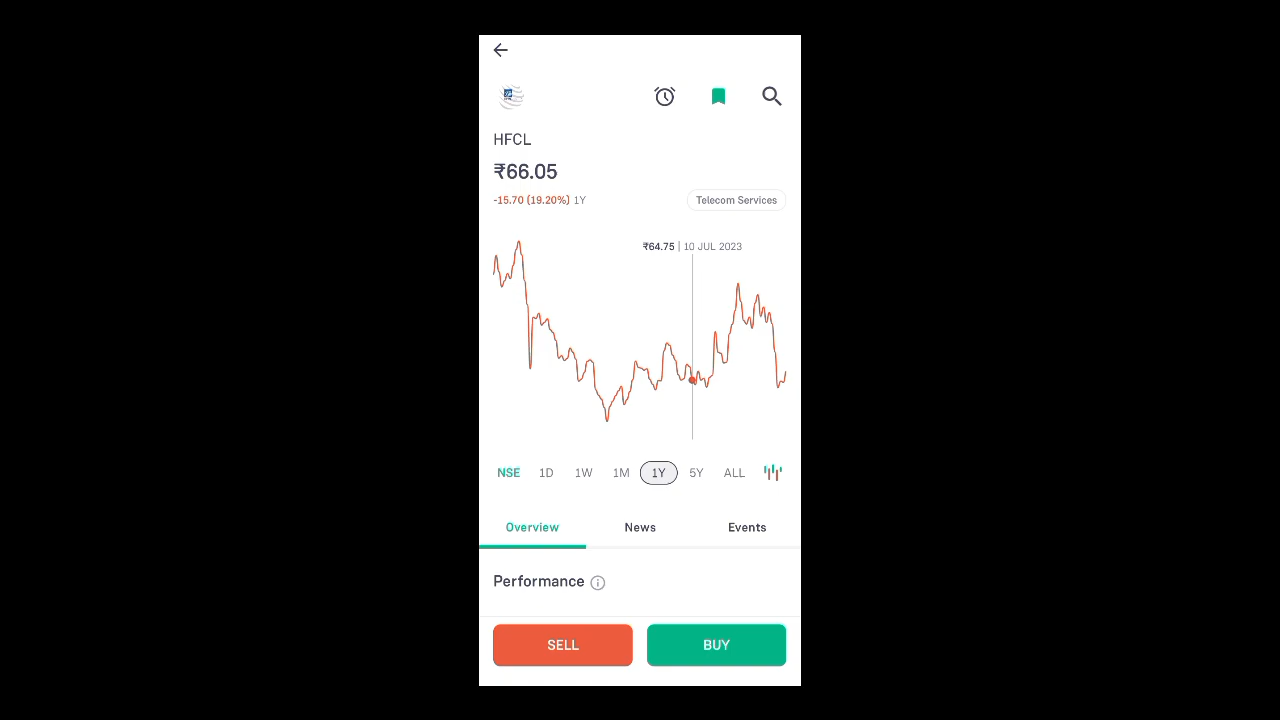 HFCL
₹66.05
-15.70 (19.20%) 1Y
Telecom Services
₹64.75 | 10 JUL 2023
NSE 1D 1W 1M 1Y 5Y ALL
Overview News Events
Performance
SELL BUY